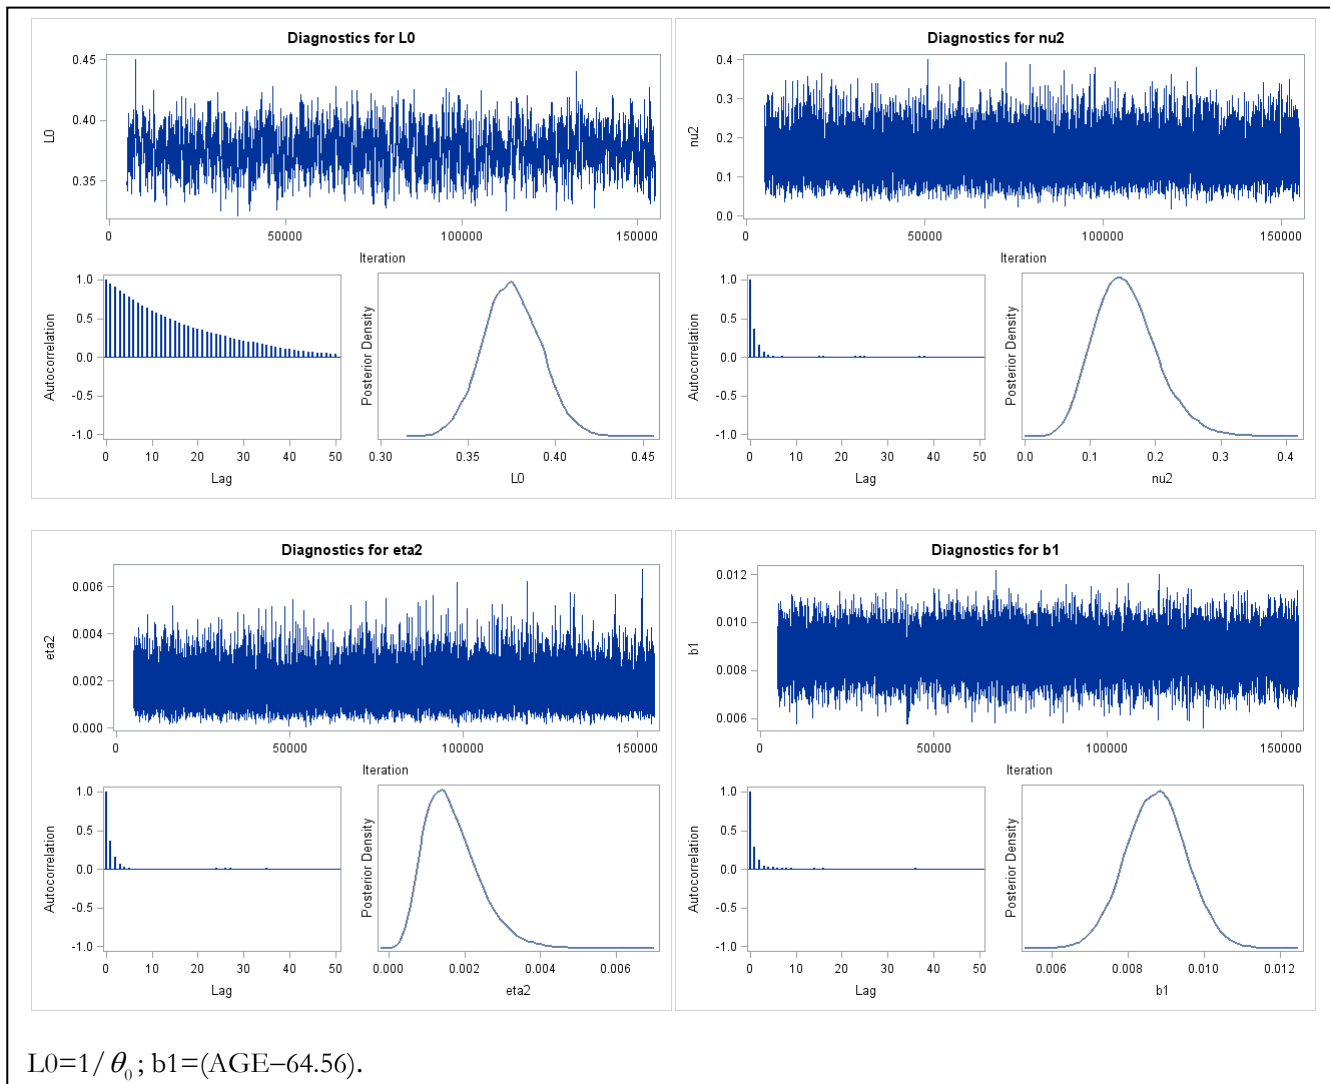 Diagnostics for L0
0.45
0.40
0.35
L0
0 50000 100000 150000
Iteration
1.0
0.5
0.0
-0.5
-1.0
Autocorrelation
0 10 20 30 40 50
Lag
Posterior Density
0.30 0.35 0.40 0.45
L0
Diagnostics for nu2
0.4
0.3
0.2
0.1
0.0
nu2
50000 100000 150000
Iteration
1.0
0.5
0.0
-0.5
-1.0
Autocorrelation
0 10 20 30 40 50
Lag
Posterior Density
0.0 0.1 0.2 0.3 0.4
nu2
Diagnostics for eta2
0.006
0.004
0.002
0.000
eta2
0 50000 100000 150000
Iteration
1.0
0.5
0.0
-0.5
-1.0
Autocorrelation
0 10 20 30 40 50
Lag
Posterior Density
0.000 0.002 0.004 0.006
eta2
Diagnostics for b1
0.012
0.010
0.008
0.006
b1
0 50000 100000 150000
Iteration
1.0
0.5
0.0
-0.5
-1.0
Autocorrelation
0 10 20 30 40 50
Lag
Posterior Density
0.006 0.008 0.010 0.012
b1
L0=1/θ₀; b1=(AGE−64.56).